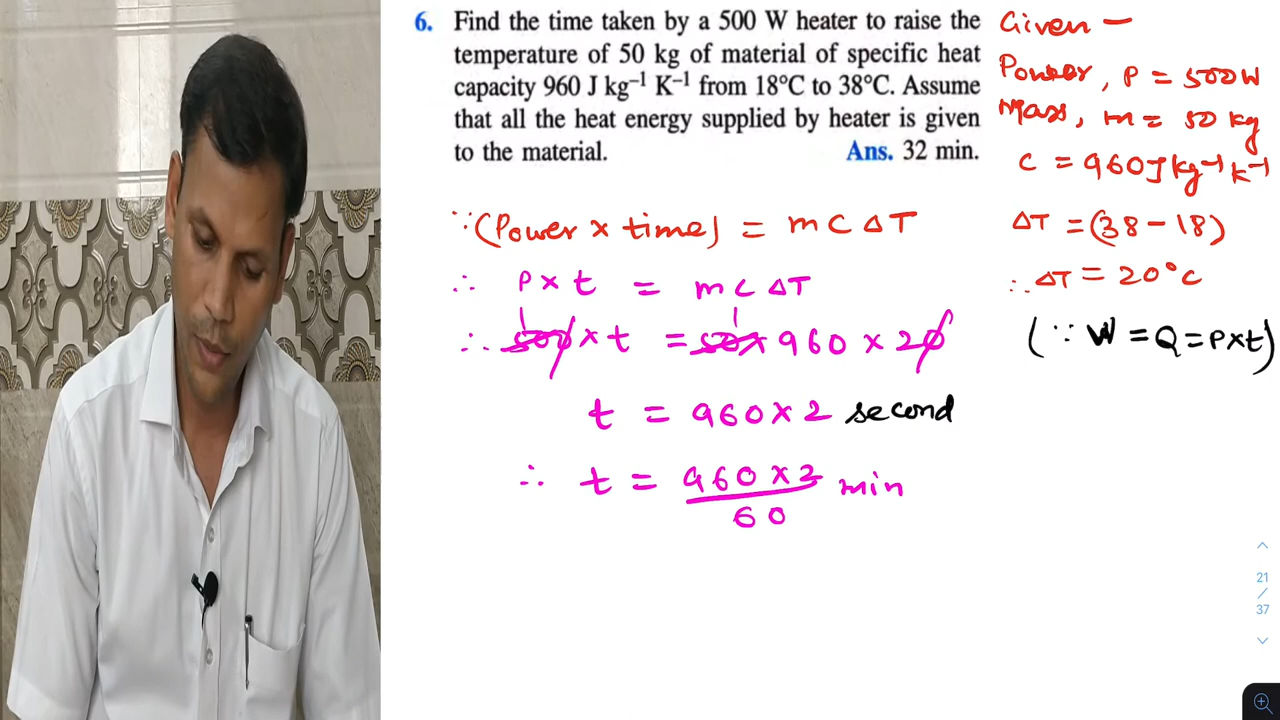 6. Find the time taken by a 500 W heater to raise the
temperature of 50 kg of material of specific heat
capacity 960 J kg⁻¹ K⁻¹ from 18°C to 38°C. Assume
that all the heat energy supplied by heater is given
to the material. Ans. 32 min.
Given –
Power, P = 500W
Mass, m = 50 kg
C = 960J kg⁻¹ k⁻¹
ΔT = (38 – 18)
∴ ΔT = 20°C
(∵ W = Q = P×t)
∵ (Power × time) = m C ΔT
∴ P × t = m C ΔT
∴ 500 × t = 50 × 960 × 20
t = 960 × 2 second
∴ t = 960 × 2 min
60
21
/
37